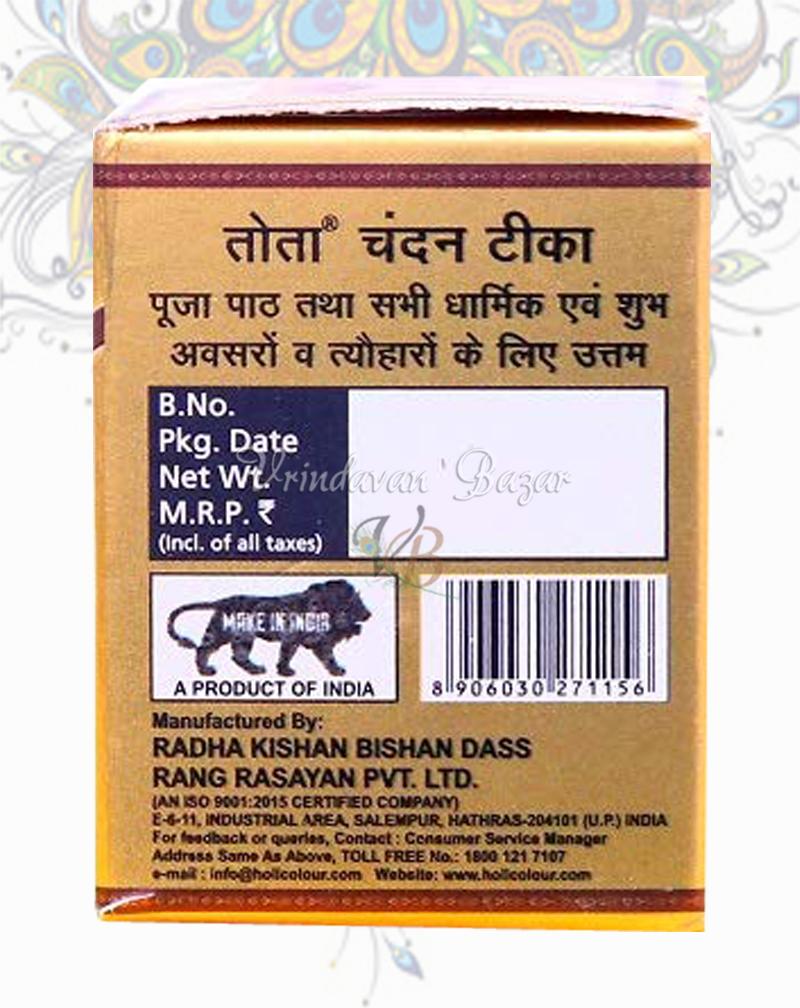 तोता® चंदन टीका
पूजा पाठ तथा सभी धार्मिक एवं शुभ
अवसरों व त्यौहारों के लिए उत्तम
B.No.
Pkg. Date
Net Wt.
M.R.P. ₹
(Incl. of all taxes)
Vrindavan Bazar
VB
MAKE IN INDIA
A PRODUCT OF INDIA
8 906030 271156
Manufactured By:
RADHA KISHAN BISHAN DASS
RANG RASAYAN PVT. LTD.
(AN ISO 9001:2015 CERTIFIED COMPANY)
E-6-11, INDUSTRIAL AREA, SALEMPUR, HATHRAS-204101 (U.P.) INDIA
For feedback or queries, Contact : Consumer Service Manager
Address Same As Above, TOLL FREE No.: 1800 121 7107
e-mail : info@holicolour.com Website: www.holicolour.com